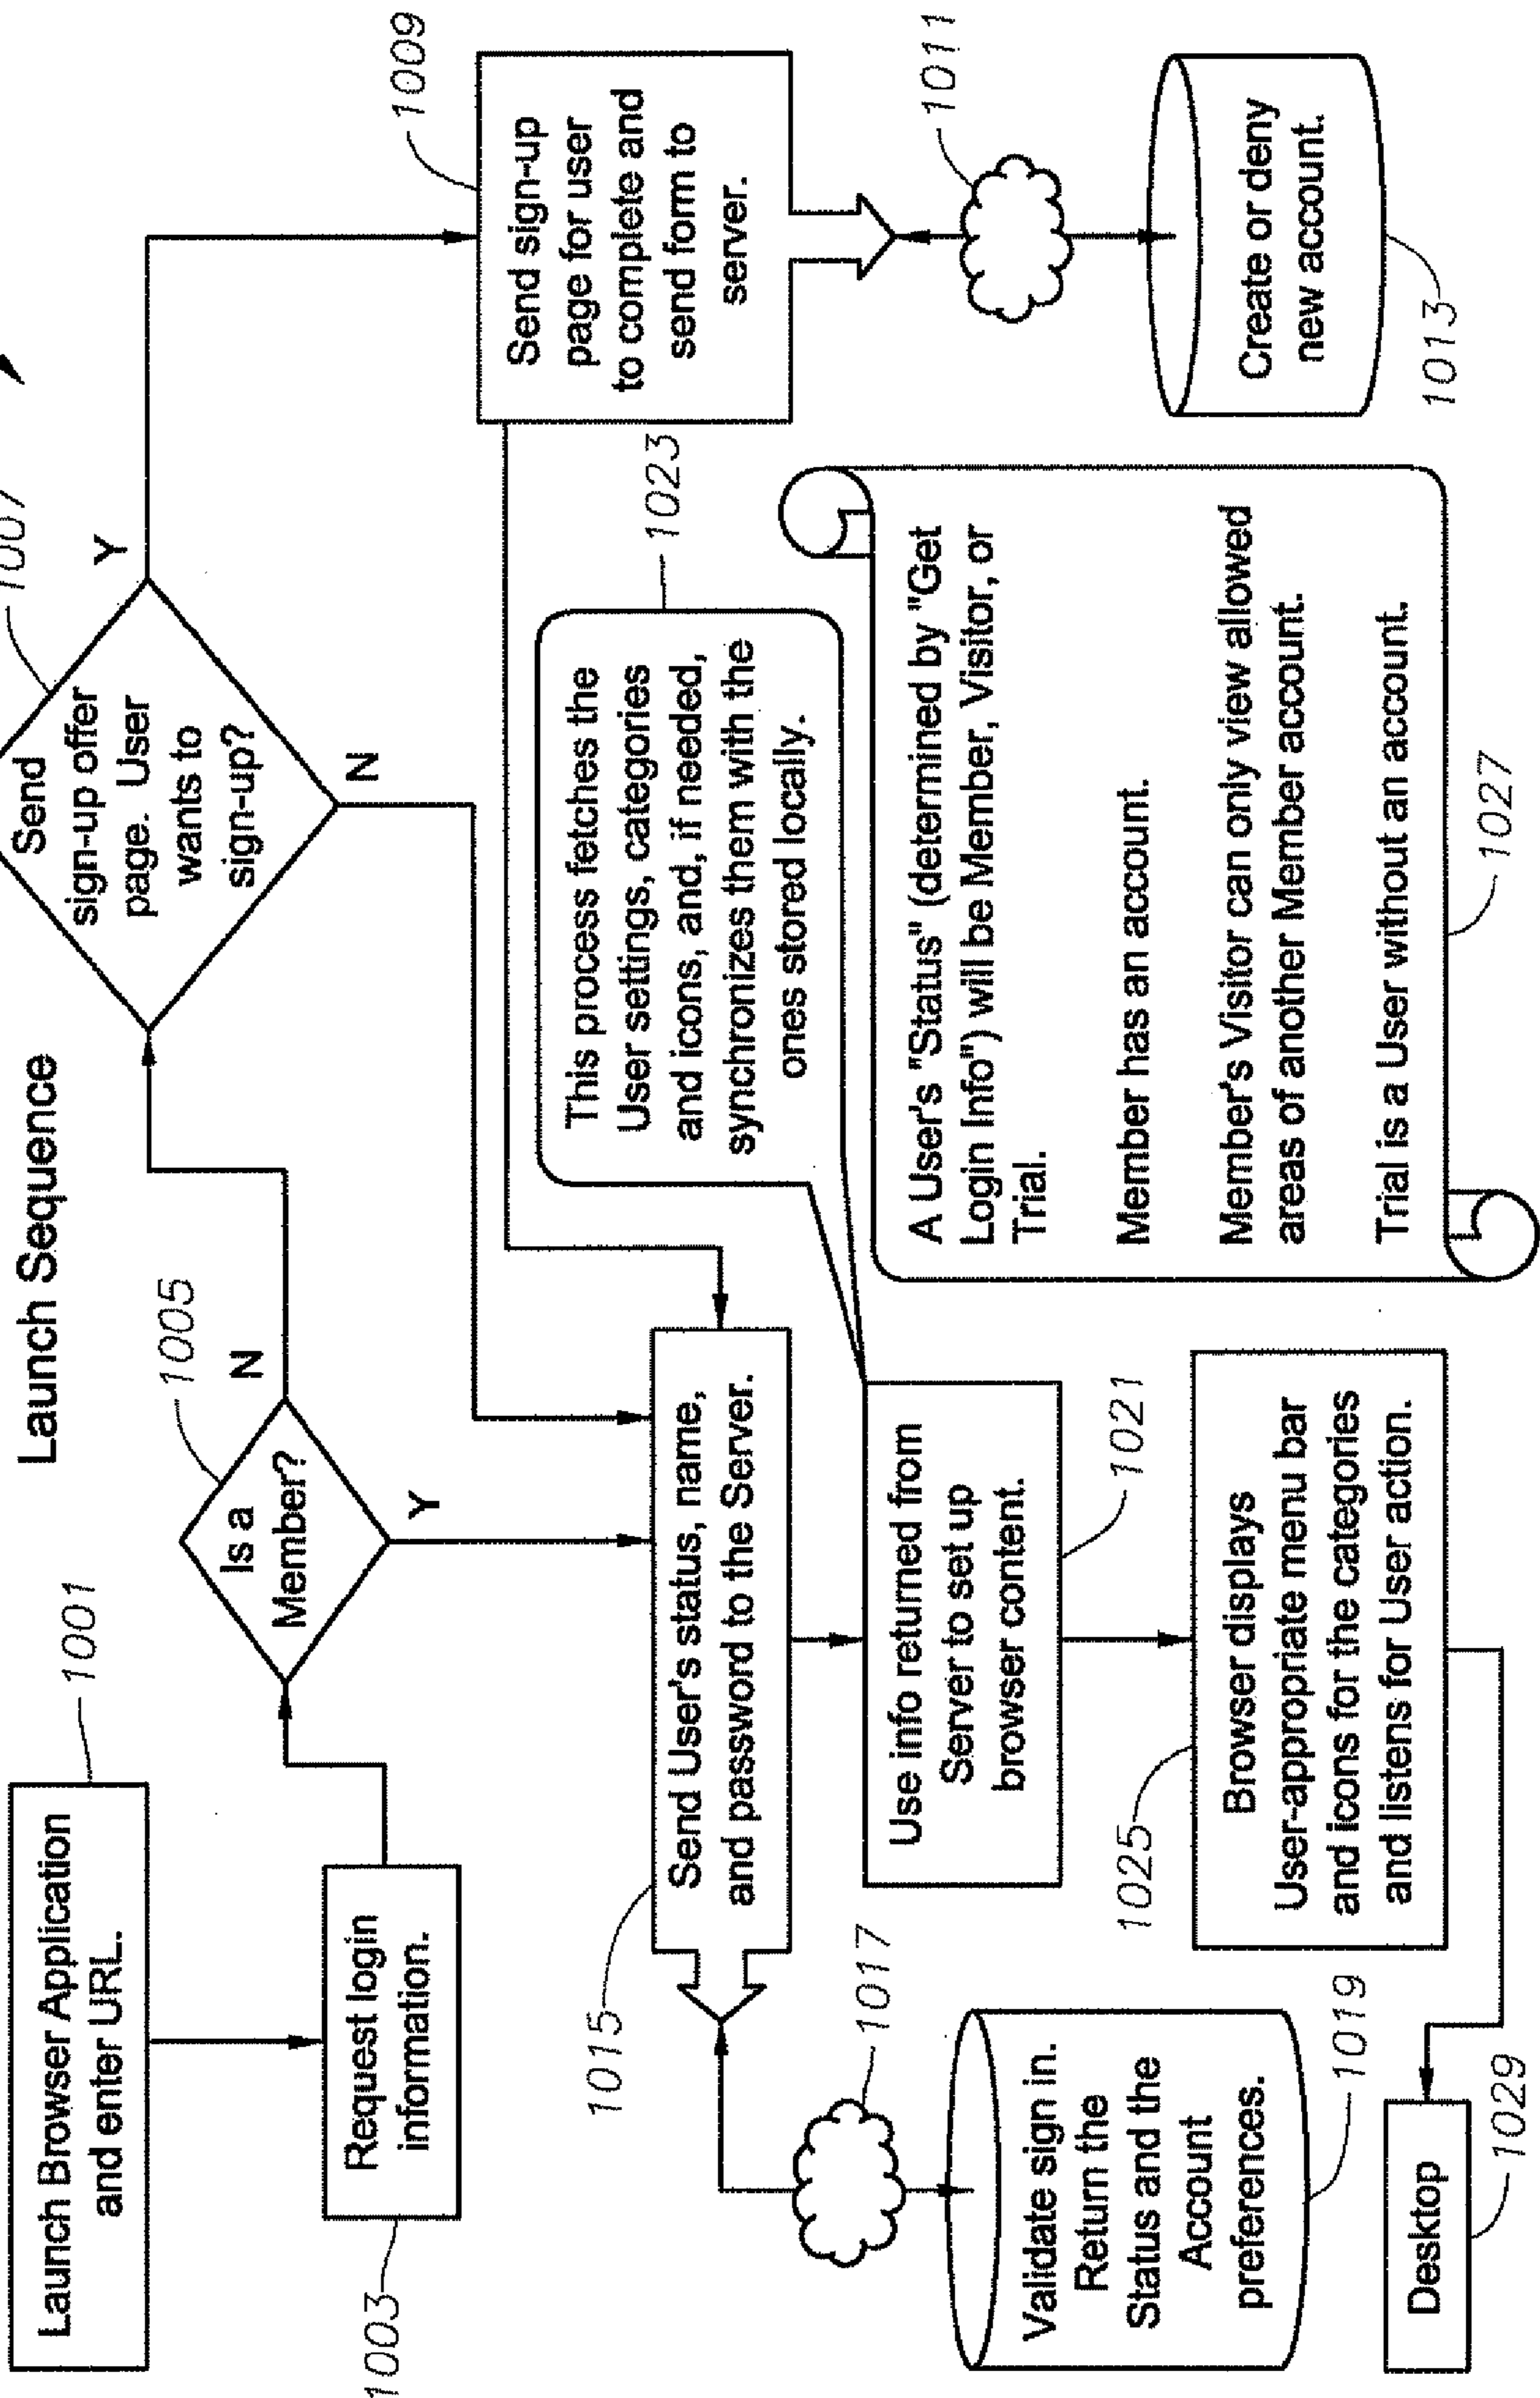 Launch Sequence
Launch Browser Application
and enter URL.
1001
Request login
information.
1003
Is a
Member?
1005
N
Y
Send
sign-up offer
page. User
wants to
sign-up?
1007
Y
N
Send sign-up
page for user
to complete and
send form to
server.
1009
1011
Create or deny
new account.
1013
This process fetches the
User settings, categories
and icons, and, if needed,
synchronizes them with the
ones stored locally.
1023
Send User's status, name,
and password to the Server.
1015
1017
Validate sign in.
Return the
Status and the
Account
preferences.
1019
Use info returned from
Server to set up
browser content.
1021
Browser displays
User-appropriate menu bar
and icons for the categories
and listens for User action.
1025
Desktop
1029
A User's "Status" (determined by "Get
Login Info") will be Member, Visitor, or
Trial.
Member has an account.
Member's Visitor can only view allowed
areas of another Member account.
Trial is a User without an account.
1027